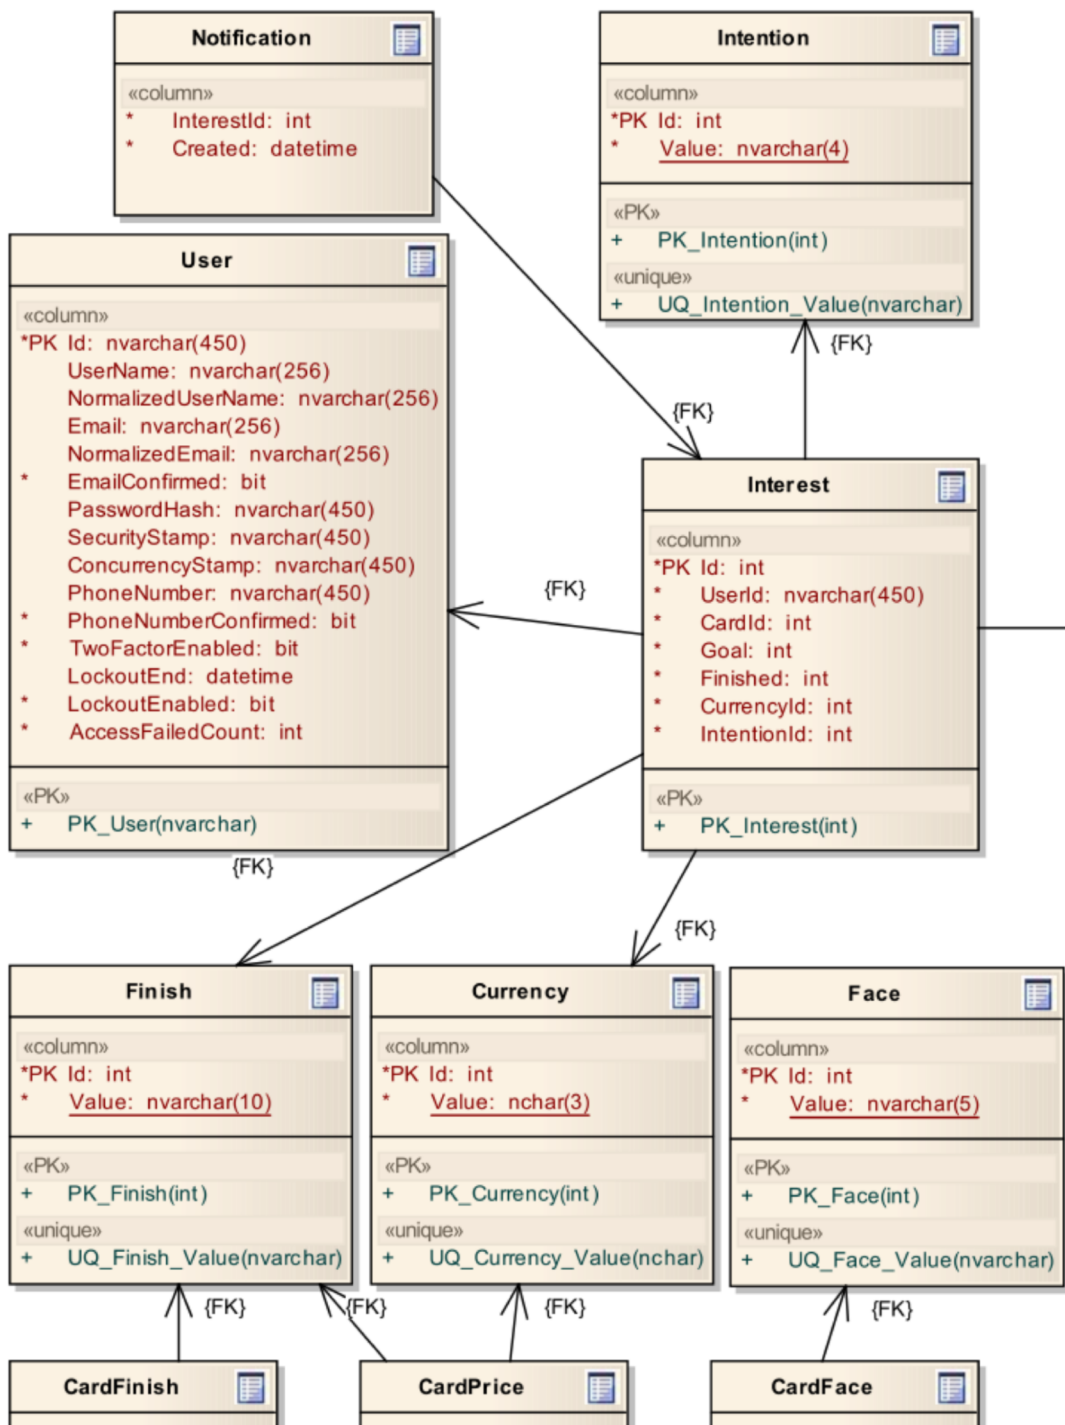 Notification
«column»
* InterestId: int
* Created: datetime
Intention
«column»
*PK Id: int
* Value: nvarchar(4)
«PK»
+ PK_Intention(int)
«unique»
+ UQ_Intention_Value(nvarchar)
{FK}
{FK}
User
«column»
*PK Id: nvarchar(450)
UserName: nvarchar(256)
NormalizedUserName: nvarchar(256)
Email: nvarchar(256)
NormalizedEmail: nvarchar(256)
* EmailConfirmed: bit
PasswordHash: nvarchar(450)
SecurityStamp: nvarchar(450)
ConcurrencyStamp: nvarchar(450)
PhoneNumber: nvarchar(450)
* PhoneNumberConfirmed: bit
* TwoFactorEnabled: bit
LockoutEnd: datetime
* LockoutEnabled: bit
* AccessFailedCount: int
«PK»
+ PK_User(nvarchar)
{FK}
Interest
«column»
*PK Id: int
* UserId: nvarchar(450)
* CardId: int
* Goal: int
* Finished: int
* CurrencyId: int
* IntentionId: int
«PK»
+ PK_Interest(int)
{FK}
{FK}
Finish
«column»
*PK Id: int
* Value: nvarchar(10)
«PK»
+ PK_Finish(int)
«unique»
+ UQ_Finish_Value(nvarchar)
Currency
«column»
*PK Id: int
* Value: nchar(3)
«PK»
+ PK_Currency(int)
«unique»
+ UQ_Currency_Value(nchar)
Face
«column»
*PK Id: int
* Value: nvarchar(5)
«PK»
+ PK_Face(int)
«unique»
+ UQ_Face_Value(nvarchar)
{FK}
{FK}
{FK}
{FK}
CardFinish
CardPrice
CardFace